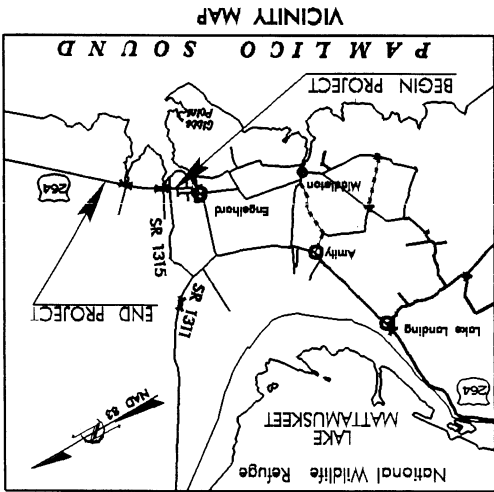 National Wildlife Refuge
LAKE
MATTAMUSKEET
NAD 83
264
Lake Landing
SR 1311
END PROJECT
Amity
SR 1315
Engelhard
Middleton
264
Gibbs
Point
BEGIN PROJECT
PAMLICO SOUND
VICINITY MAP